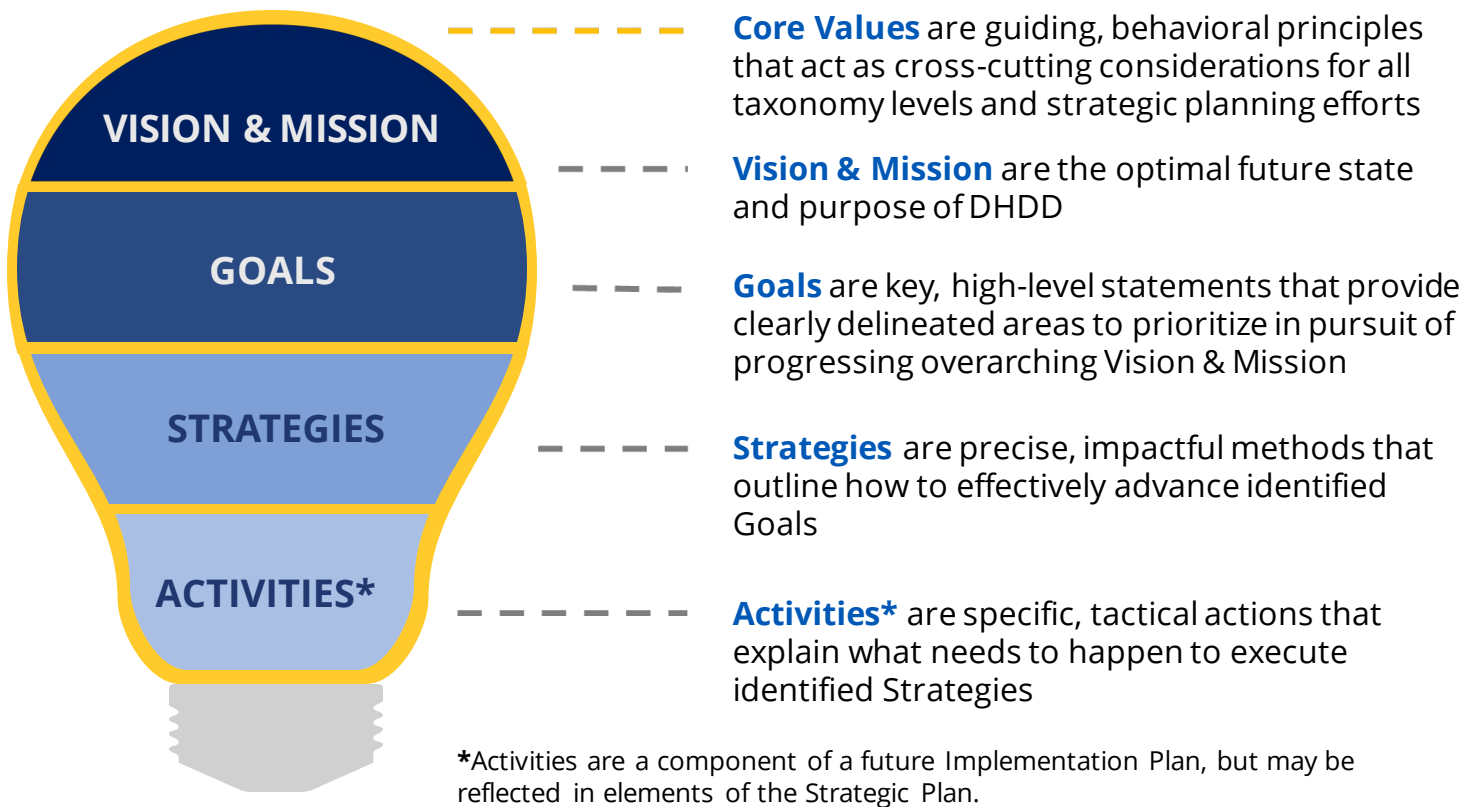 VISION & MISSION
GOALS
STRATEGIES
ACTIVITIES*
Core Values are guiding, behavioral principles
that act as cross-cutting considerations for all
taxonomy levels and strategic planning efforts
Vision & Mission are the optimal future state
and purpose of DHDD
Goals are key, high-level statements that provide
clearly delineated areas to prioritize in pursuit of
progressing overarching Vision & Mission
Strategies are precise, impactful methods that
outline how to effectively advance identified
Goals
Activities* are specific, tactical actions that
explain what needs to happen to execute
identified Strategies
*Activities are a component of a future Implementation Plan, but may be
reflected in elements of the Strategic Plan.